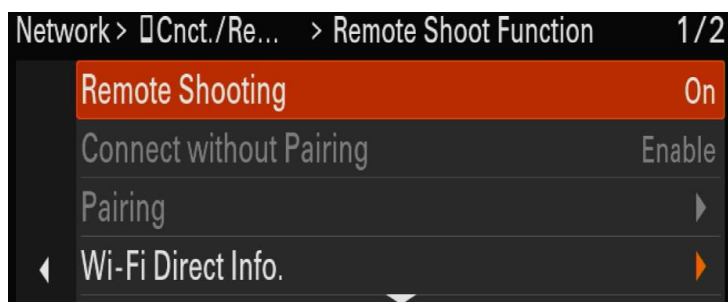 Network > Cnct./Re... > Remote Shoot Function 1/2
Remote Shooting On
Connect without Pairing Enable
Pairing
Wi-Fi Direct Info.